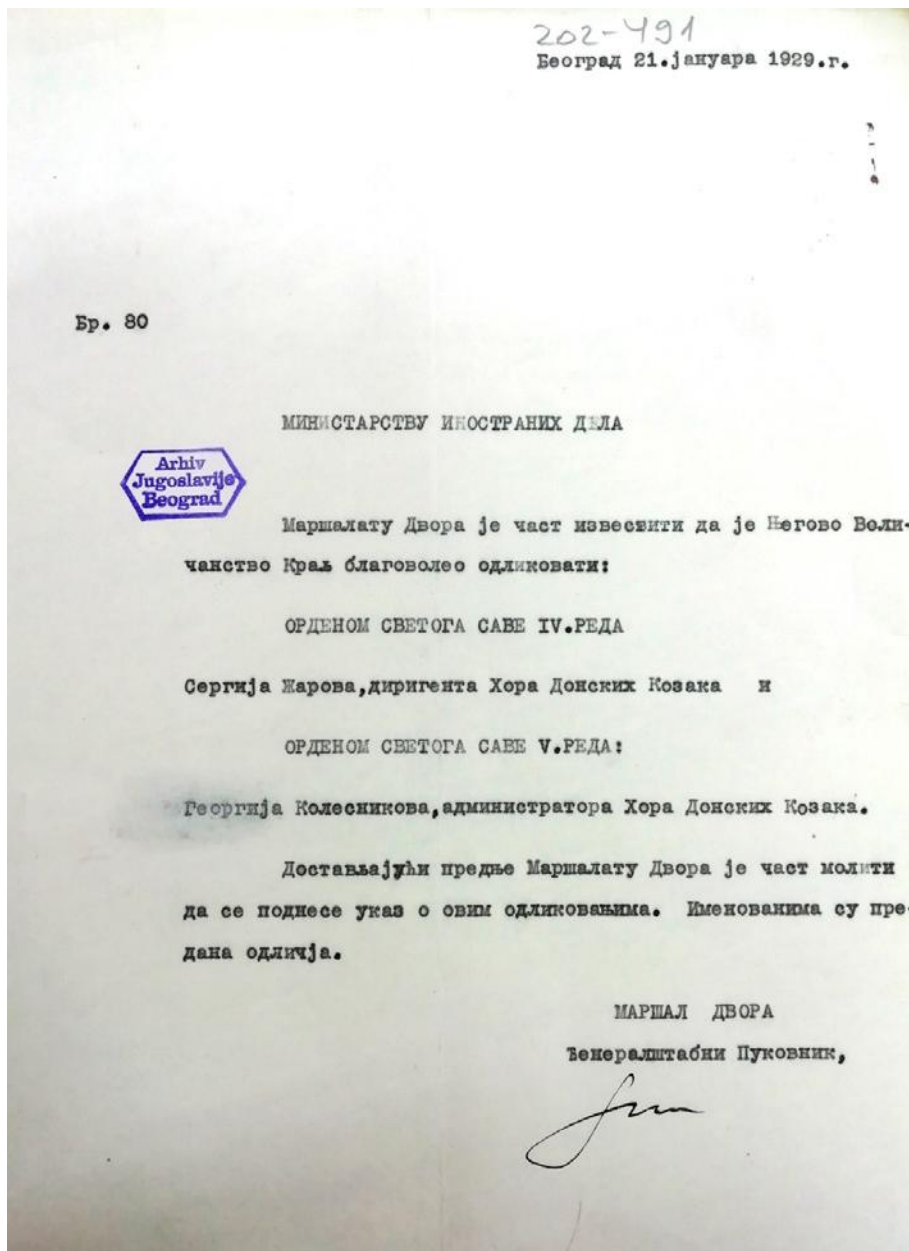 202-491
Београд 21.јануара 1929.г.
Бр. 80
МИНИСТАРСТВУ ИНОСТРАНИХ ДЕЛА
Arhiv
Jugoslavije
Beograd
Маршалату Двора је част известити да је Његово Вели-
чанство Краљ благоволео одликовати:
ОРДЕНОМ СВЕТОГА САВЕ IV.РЕДА
Сергија Жарова,диригента Хора Донских Козака и
ОРДЕНОМ СВЕТОГА САВЕ V.РЕДА:
Георгија Колесникова,администратора Хора Донских Козака.
Достављајући предње Маршалату Двора је част молити
да се поднесе указ о овим одликовањима. Именованима су пре-
дана одличја.
МАРШАЛ ДВОРА
Ђенералштабни Пуковник,